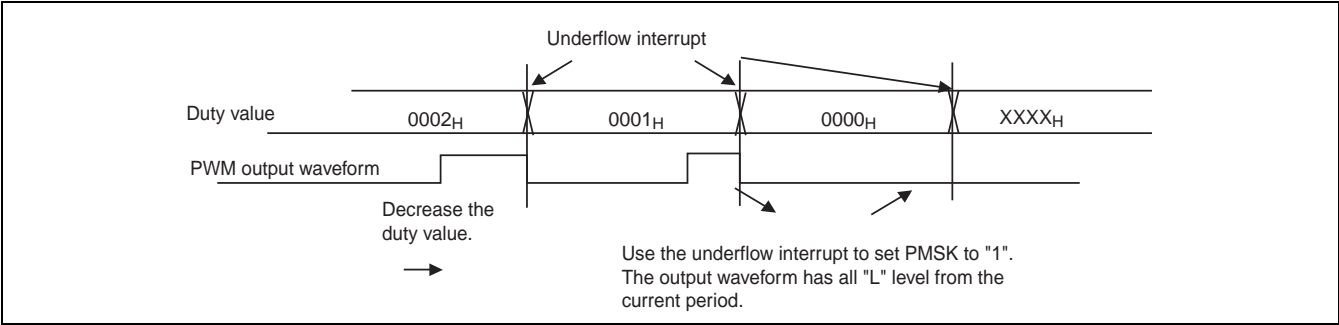 Underflow interrupt
Duty value
0002H
0001H
0000H
XXXXH
PWM output waveform
Decrease the
duty value.
Use the underflow interrupt to set PMSK to "1".
The output waveform has all "L" level from the
current period.